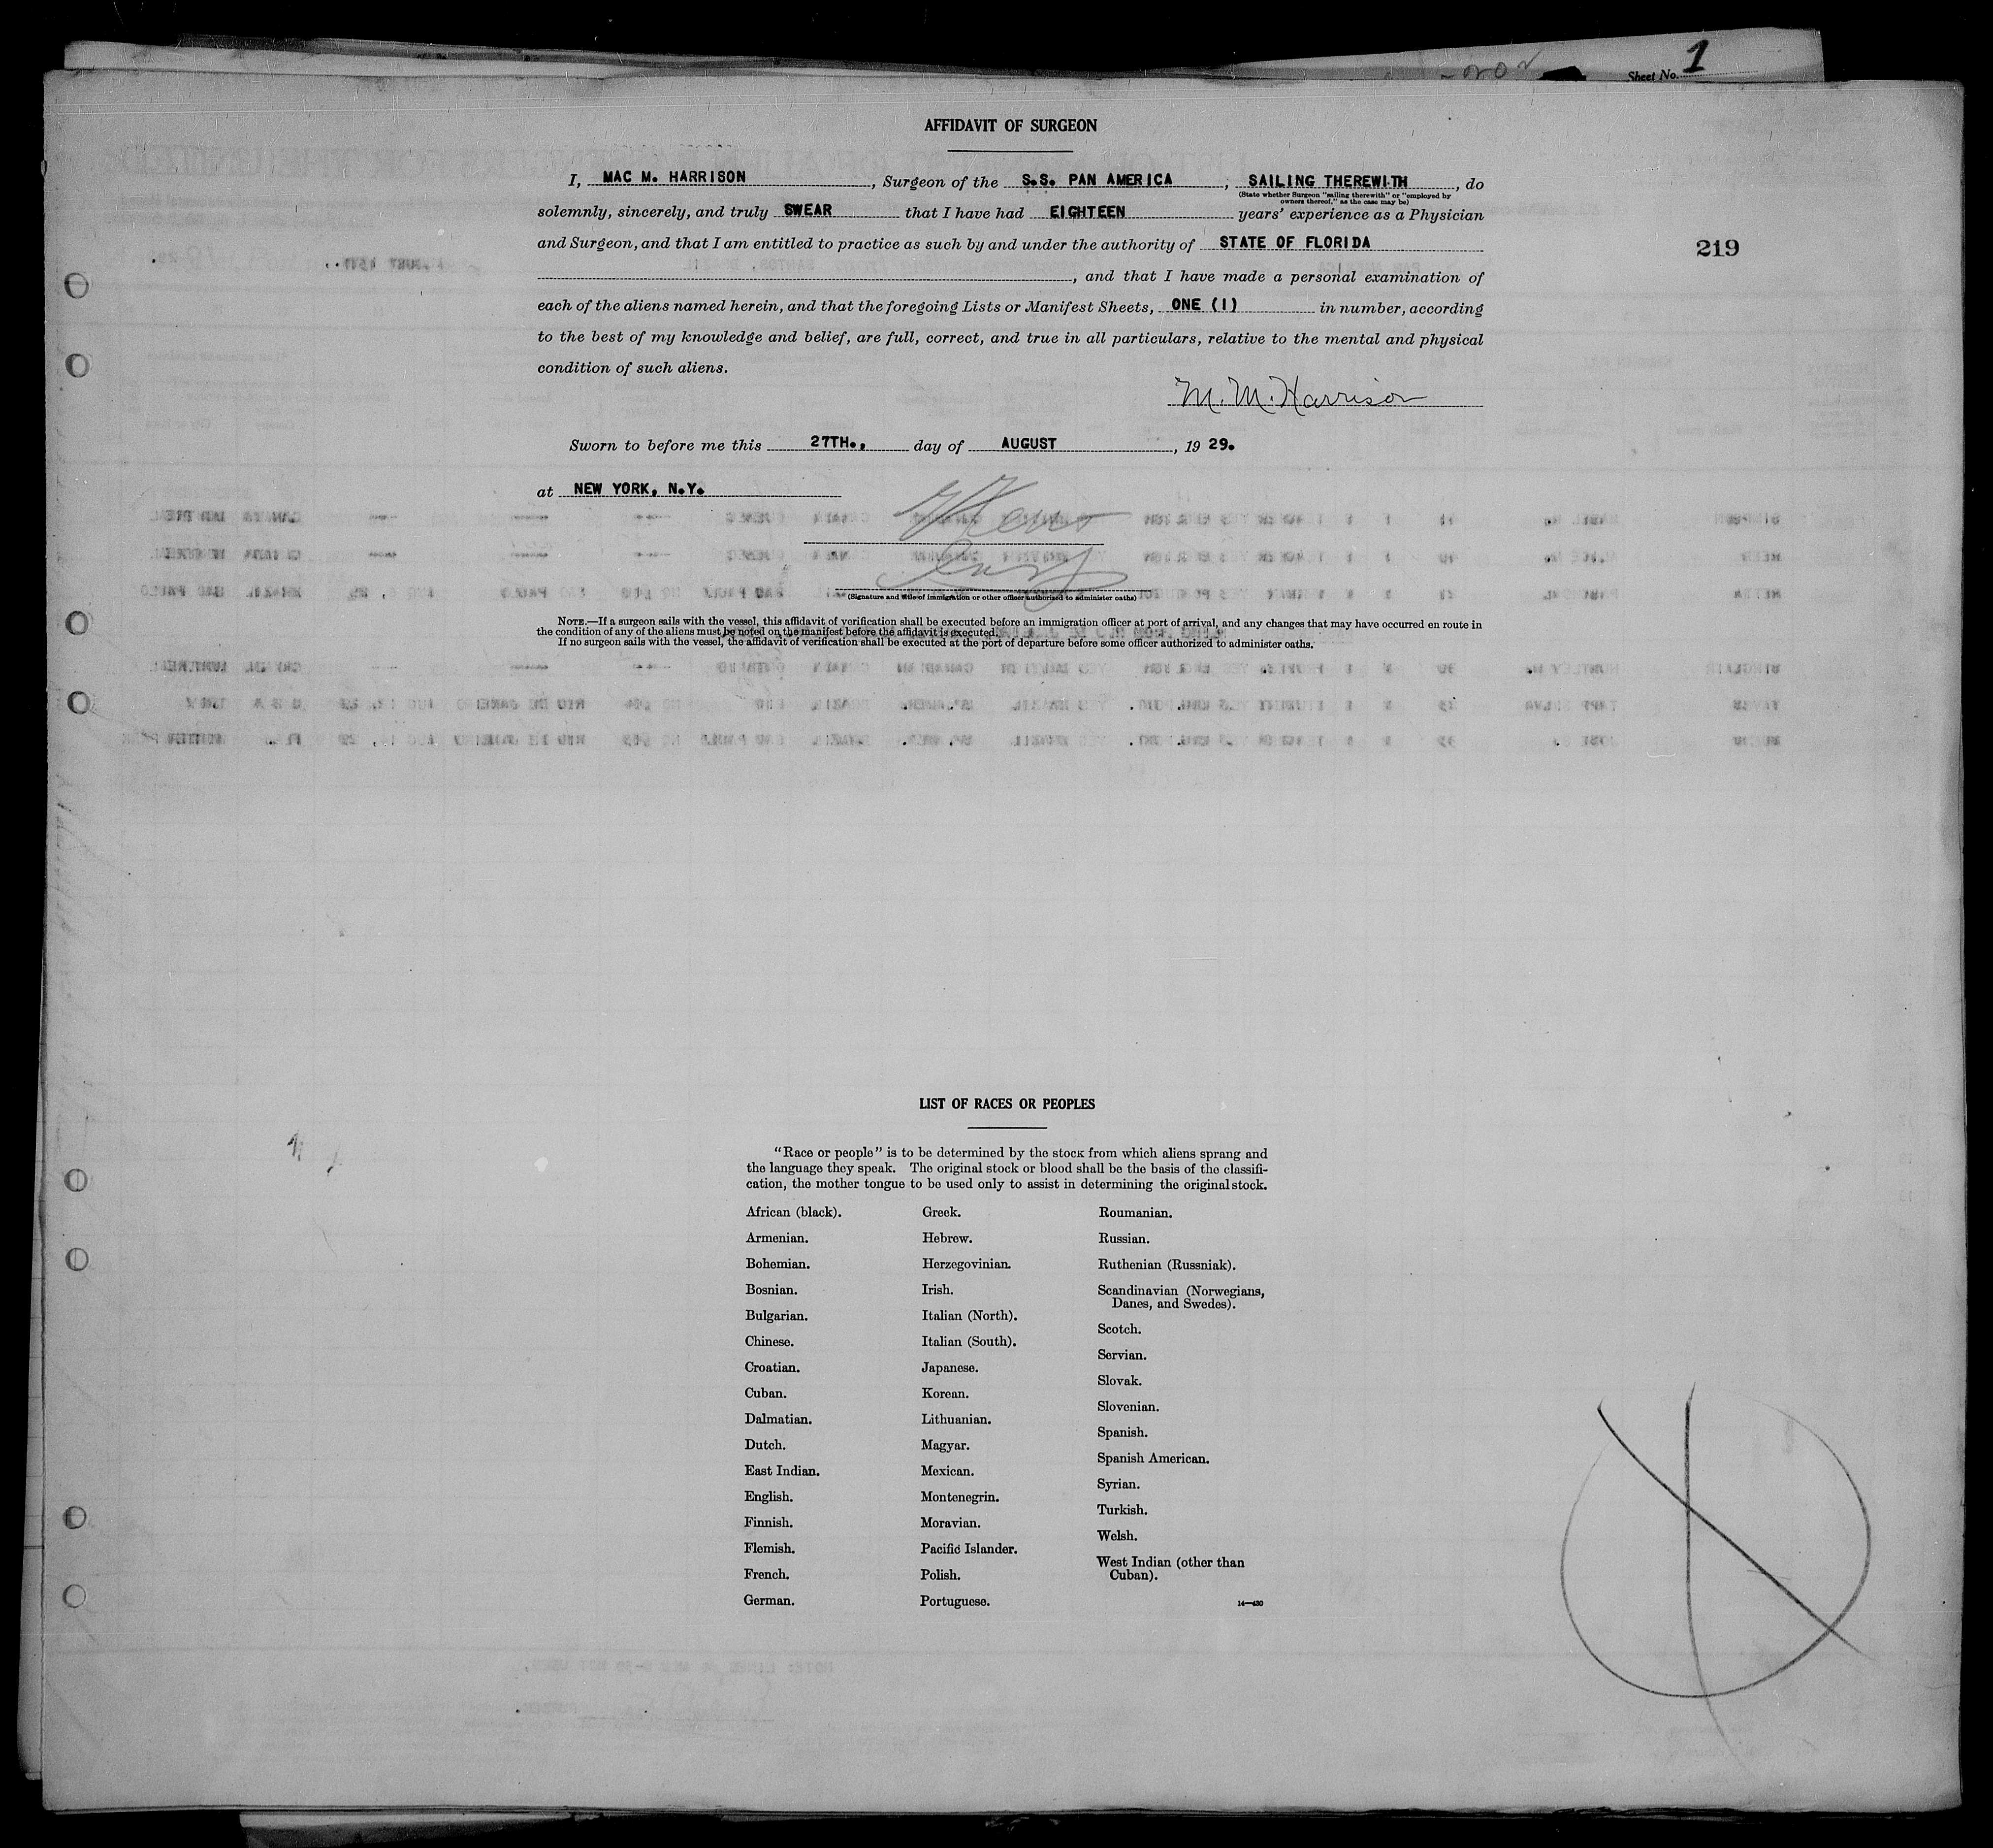 Sheet No. 1
AFFIDAVIT OF SURGEON
I, MAC M. HARRISON, Surgeon of the S.S. PAN AMERICA, SAILING THEREWITH, do
(State whether Surgeon "sailing therewith" or "employed by
owners thereof," as the case may be)
solemnly, sincerely, and truly SWEAR that I have had EIGHTEEN years' experience as a Physician
and Surgeon, and that I am entitled to practice as such by and under the authority of STATE OF FLORIDA
219
, and that I have made a personal examination of
each of the aliens named herein, and that the foregoing Lists or Manifest Sheets, ONE (1) in number, according
to the best of my knowledge and belief, are full, correct, and true in all particulars, relative to the mental and physical
condition of such aliens.
M. M. Harrison
Sworn to before me this 27TH., day of AUGUST, 19 29.
at NEW YORK, N.Y.
(Signature and title of immigration or other officer authorized to administer oaths)
NOTE.—If a surgeon sails with the vessel, this affidavit of verification shall be executed before an immigration officer at port of arrival, and any changes that may have occurred en route in
the condition of any of the aliens must be noted on the manifest before the affidavit is executed.
If no surgeon sails with the vessel, the affidavit of verification shall be executed at the port of departure before some officer authorized to administer oaths.
LIST OF RACES OR PEOPLES
"Race or people" is to be determined by the stock from which aliens sprang and
the language they speak. The original stock or blood shall be the basis of the classifi-
cation, the mother tongue to be used only to assist in determining the original stock.
African (black).
Armenian.
Bohemian.
Bosnian.
Bulgarian.
Chinese.
Croatian.
Cuban.
Dalmatian.
Dutch.
East Indian.
English.
Finnish.
Flemish.
French.
German.
Greek.
Hebrew.
Herzegovinian.
Irish.
Italian (North).
Italian (South).
Japanese.
Korean.
Lithuanian.
Magyar.
Mexican.
Montenegrin.
Moravian.
Pacific Islander.
Polish.
Portuguese.
Roumanian.
Russian.
Ruthenian (Russniak).
Scandinavian (Norwegians,
Danes, and Swedes).
Scotch.
Servian.
Slovak.
Slovenian.
Spanish.
Spanish American.
Syrian.
Turkish.
Welsh.
West Indian (other than
Cuban).
14—430